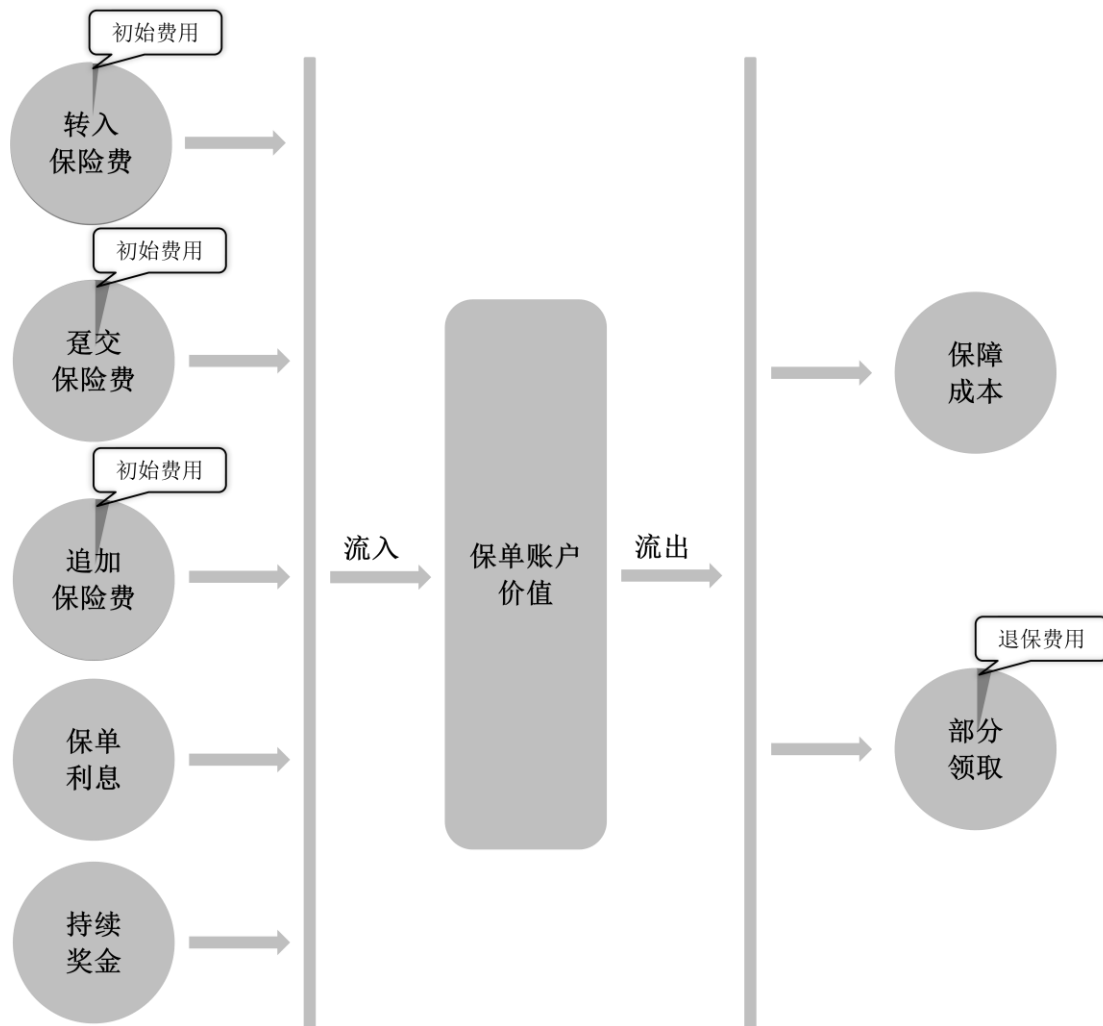 初始费用
转入
保险费
初始费用
趸交
保险费
初始费用
追加
保险费
保单
利息
持续
奖金
流入
保单账户
价值
流出
保障
成本
退保费用
部分
领取